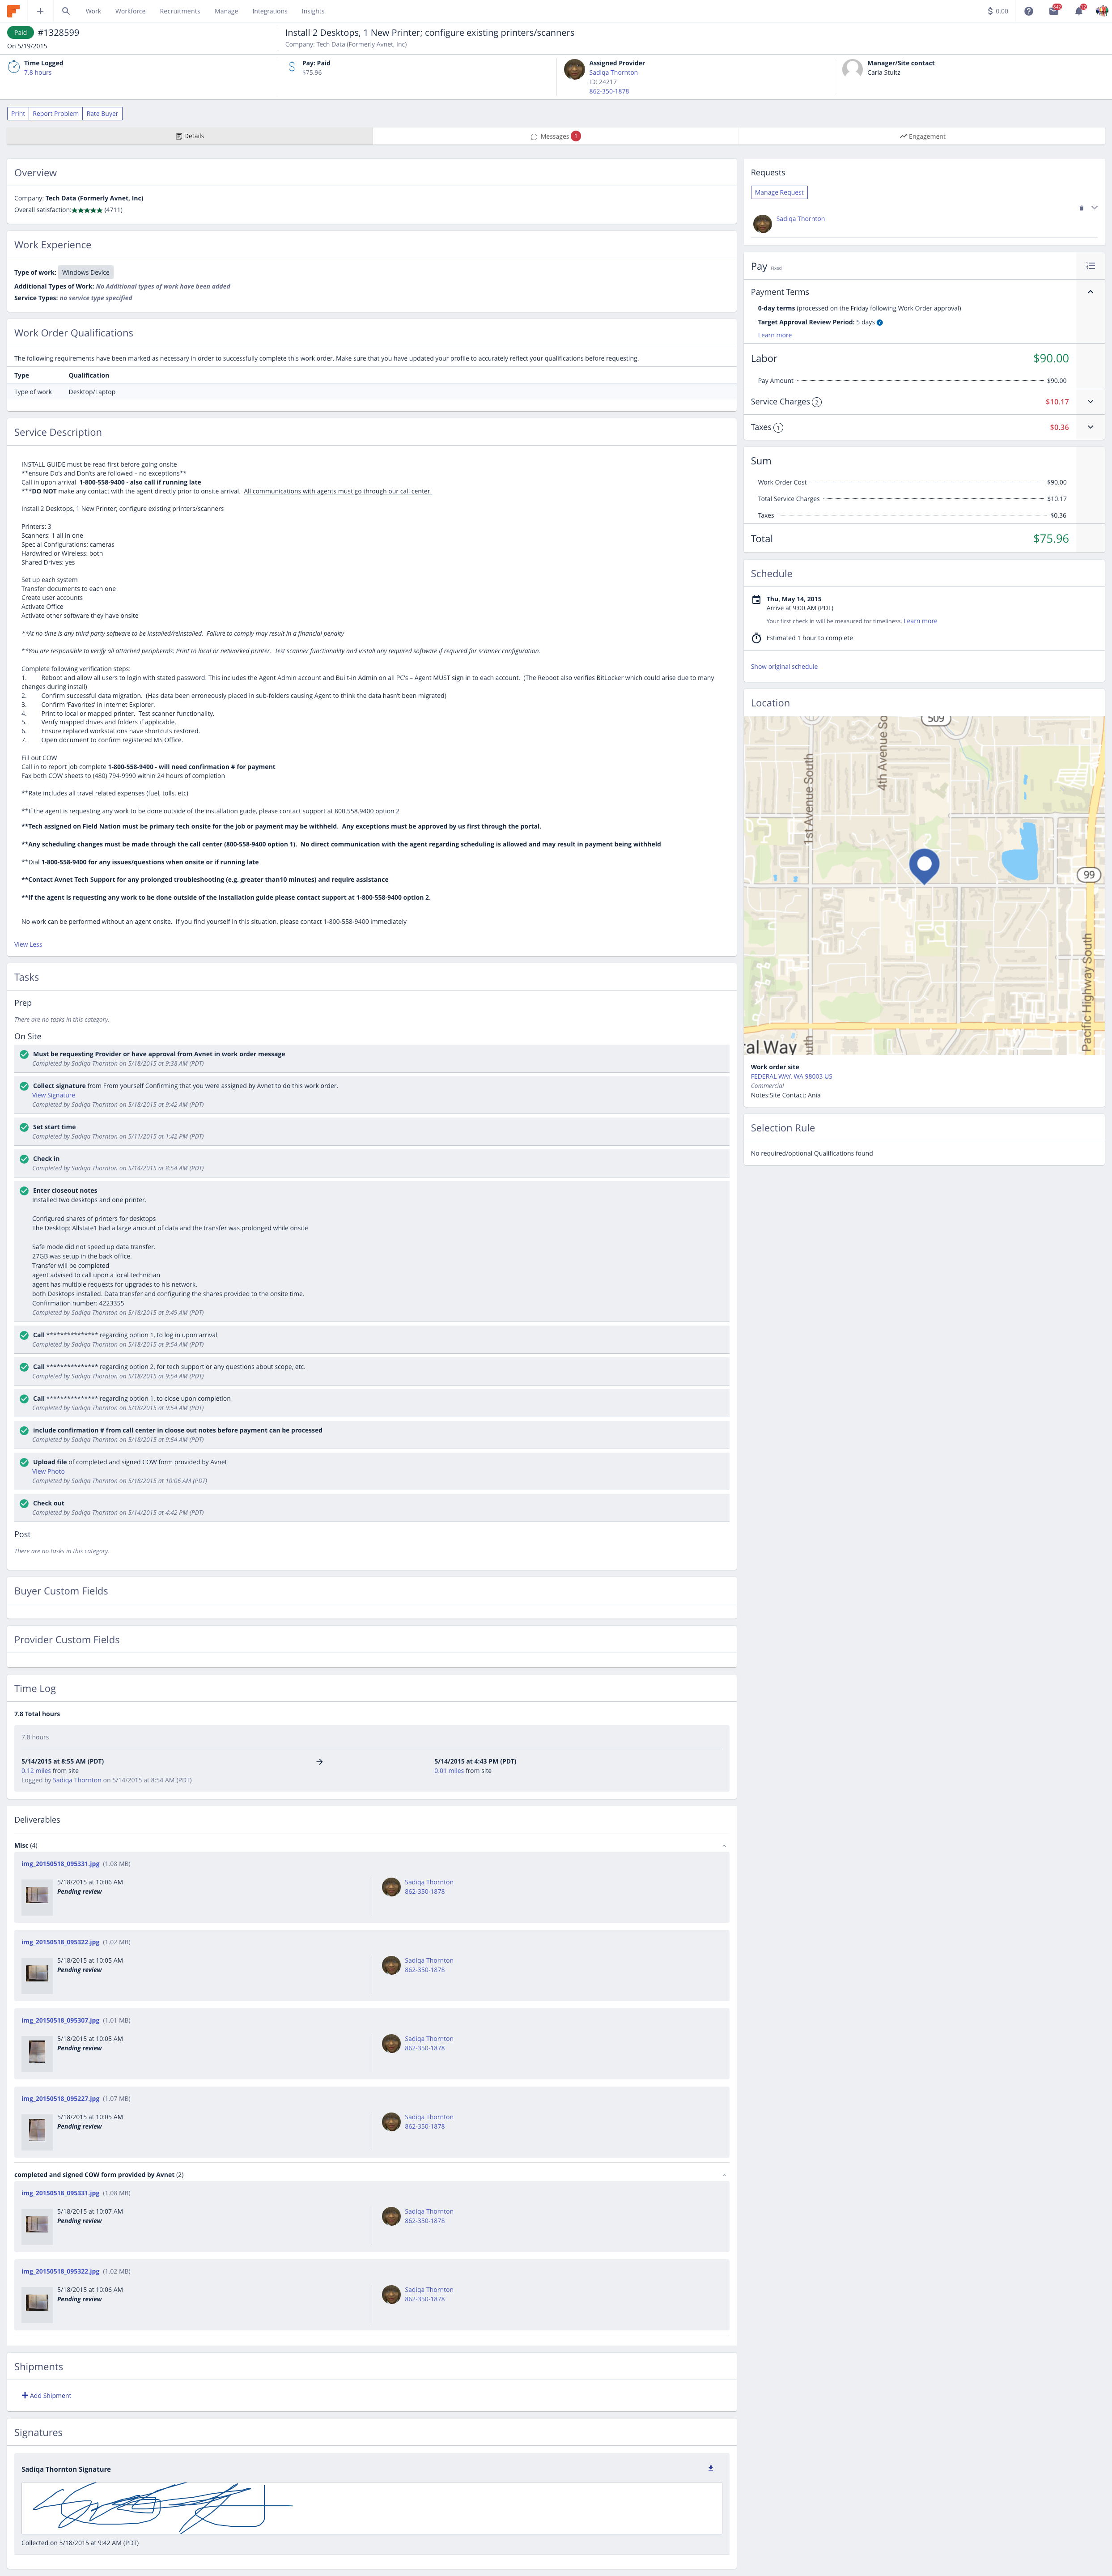 Work Workforce Recruitments Manage Integrations Insights
0.00
Paid #1328599
On 5/19/2015
Install 2 Desktops, 1 New Printer; configure existing printers/scanners
Company: Tech Data (Formerly Avnet, Inc)
Time Logged
7.8 hours
Pay: Paid
$75.96
Assigned Provider
Sadiqa Thornton
ID: 24217
862-350-1878
Manager/Site contact
Carla Stultz
Print Report Problem Rate Buyer
Details
Messages 1
Engagement
Overview
Company: Tech Data (Formerly Avnet, Inc)
Overall satisfaction:★★★★★ (4711)
Work Experience
Type of work: Windows Device
Additional Types of Work: No Additional types of work have been added
Service Types: no service type specified
Work Order Qualifications
The following requirements have been marked as necessary in order to successfully complete this work order. Make sure that you have updated your profile to accurately reflect your qualifications before requesting.
Type Qualification
Type of work Desktop/Laptop
Service Description
INSTALL GUIDE must be read first before going onsite
**ensure Do's and Don'ts are followed – no exceptions**
Call in upon arrival 1-800-558-9400 - also call if running late
***DO NOT make any contact with the agent directly prior to onsite arrival. All communications with agents must go through our call center.
Install 2 Desktops, 1 New Printer; configure existing printers/scanners
Printers: 3
Scanners: 1 all in one
Special Configurations: cameras
Hardwired or Wireless: both
Shared Drives: yes
Set up each system
Transfer documents to each one
Create user accounts
Activate Office
Activate other software they have onsite
**At no time is any third party software to be installed/reinstalled. Failure to comply may result in a financial penalty
**You are responsible to verify all attached peripherals: Print to local or networked printer. Test scanner functionality and install any required software if required for scanner configuration.
Complete following verification steps:
1. Reboot and allow all users to login with stated password. This includes the Agent Admin account and Built-in Admin on all PC's – Agent MUST sign in to each account. (The Reboot also verifies BitLocker which could arise due to many
changes during install)
2. Confirm successful data migration. (Has data been erroneously placed in sub-folders causing Agent to think the data hasn't been migrated)
3. Confirm 'Favorites' in Internet Explorer.
4. Print to local or mapped printer. Test scanner functionality.
5. Verify mapped drives and folders if applicable.
6. Ensure replaced workstations have shortcuts restored.
7. Open document to confirm registered MS Office.
Fill out COW
Call in to report job complete 1-800-558-9400 - will need confirmation # for payment
Fax both COW sheets to (480) 794-9990 within 24 hours of completion
**Rate includes all travel related expenses (fuel, tolls, etc)
**If the agent is requesting any work to be done outside of the installation guide, please contact support at 800.558.9400 option 2
**Tech assigned on Field Nation must be primary tech onsite for the job or payment may be withheld. Any exceptions must be approved by us first through the portal.
**Any scheduling changes must be made through the call center (800-558-9400 option 1). No direct communication with the agent regarding scheduling is allowed and may result in payment being withheld
**Dial 1-800-558-9400 for any issues/questions when onsite or if running late
**Contact Avnet Tech Support for any prolonged troubleshooting (e.g. greater than10 minutes) and require assistance
**If the agent is requesting any work to be done outside of the installation guide please contact support at 1-800-558-9400 option 2.
No work can be performed without an agent onsite. If you find yourself in this situation, please contact 1-800-558-9400 immediately
View Less
Tasks
Prep
There are no tasks in this category.
On Site
Must be requesting Provider or have approval from Avnet in work order message
Completed by Sadiqa Thornton on 5/18/2015 at 9:38 AM (PDT)
Collect signature from From yourself Confirming that you were assigned by Avnet to do this work order.
View Signature
Completed by Sadiqa Thornton on 5/18/2015 at 9:42 AM (PDT)
Set start time
Completed by Sadiqa Thornton on 5/11/2015 at 1:42 PM (PDT)
Check in
Completed by Sadiqa Thornton on 5/14/2015 at 8:54 AM (PDT)
Enter closeout notes
Installed two desktops and one printer.
Configured shares of printers for desktops
The Desktop: Allstate1 had a large amount of data and the transfer was prolonged while onsite
Safe mode did not speed up data transfer.
27GB was setup in the back office.
Transfer will be completed
agent advised to call upon a local technician
agent has multiple requests for upgrades to his network.
both Desktops installed. Data transfer and configuring the shares provided to the onsite time.
Confirmation number: 4223355
Completed by Sadiqa Thornton on 5/18/2015 at 9:49 AM (PDT)
Call *************** regarding option 1, to log in upon arrival
Completed by Sadiqa Thornton on 5/18/2015 at 9:54 AM (PDT)
Call *************** regarding option 2, for tech support or any questions about scope, etc.
Completed by Sadiqa Thornton on 5/18/2015 at 9:54 AM (PDT)
Call *************** regarding option 1, to close upon completion
Completed by Sadiqa Thornton on 5/18/2015 at 9:54 AM (PDT)
include confirmation # from call center in cloose out notes before payment can be processed
Completed by Sadiqa Thornton on 5/18/2015 at 9:54 AM (PDT)
Upload file of completed and signed COW form provided by Avnet
View Photo
Completed by Sadiqa Thornton on 5/18/2015 at 10:06 AM (PDT)
Check out
Completed by Sadiqa Thornton on 5/14/2015 at 4:42 PM (PDT)
Post
There are no tasks in this category.
Buyer Custom Fields
Provider Custom Fields
Time Log
7.8 Total hours
7.8 hours
5/14/2015 at 8:55 AM (PDT) → 5/14/2015 at 4:43 PM (PDT)
0.12 miles from site 0.01 miles from site
Logged by Sadiqa Thornton on 5/14/2015 at 8:54 AM (PDT)
Deliverables
Misc (4)
img_20150518_095331.jpg (1.08 MB)
5/18/2015 at 10:06 AM Sadiqa Thornton
Pending review 862-350-1878
img_20150518_095322.jpg (1.02 MB)
5/18/2015 at 10:05 AM Sadiqa Thornton
Pending review 862-350-1878
img_20150518_095307.jpg (1.01 MB)
5/18/2015 at 10:05 AM Sadiqa Thornton
Pending review 862-350-1878
img_20150518_095227.jpg (1.07 MB)
5/18/2015 at 10:05 AM Sadiqa Thornton
Pending review 862-350-1878
completed and signed COW form provided by Avnet (2)
img_20150518_095331.jpg (1.08 MB)
5/18/2015 at 10:07 AM Sadiqa Thornton
Pending review 862-350-1878
img_20150518_095322.jpg (1.02 MB)
5/18/2015 at 10:06 AM Sadiqa Thornton
Pending review 862-350-1878
Shipments
Add Shipment
Signatures
Sadiqa Thornton Signature
Collected on 5/18/2015 at 9:42 AM (PDT)
Requests
Manage Request
Sadiqa Thornton
Pay Fixed
Payment Terms
0-day terms (processed on the Friday following Work Order approval)
Target Approval Review Period: 5 days
Learn more
Labor $90.00
Pay Amount $90.00
Service Charges 2 $10.17
Taxes 1 $0.36
Sum
Work Order Cost $90.00
Total Service Charges $10.17
Taxes $0.36
Total $75.96
Schedule
Thu, May 14, 2015
Arrive at 9:00 AM (PDT)
Your first check in will be measured for timeliness. Learn more
Estimated 1 hour to complete
Show original schedule
Location
509
4th Avenue So
1st Avenue South
99
Pacific Highway South
ral Way
outh
Work order site
FEDERAL WAY, WA 98003 US
Commercial
Notes:Site Contact: Ania
Selection Rule
No required/optional Qualifications found